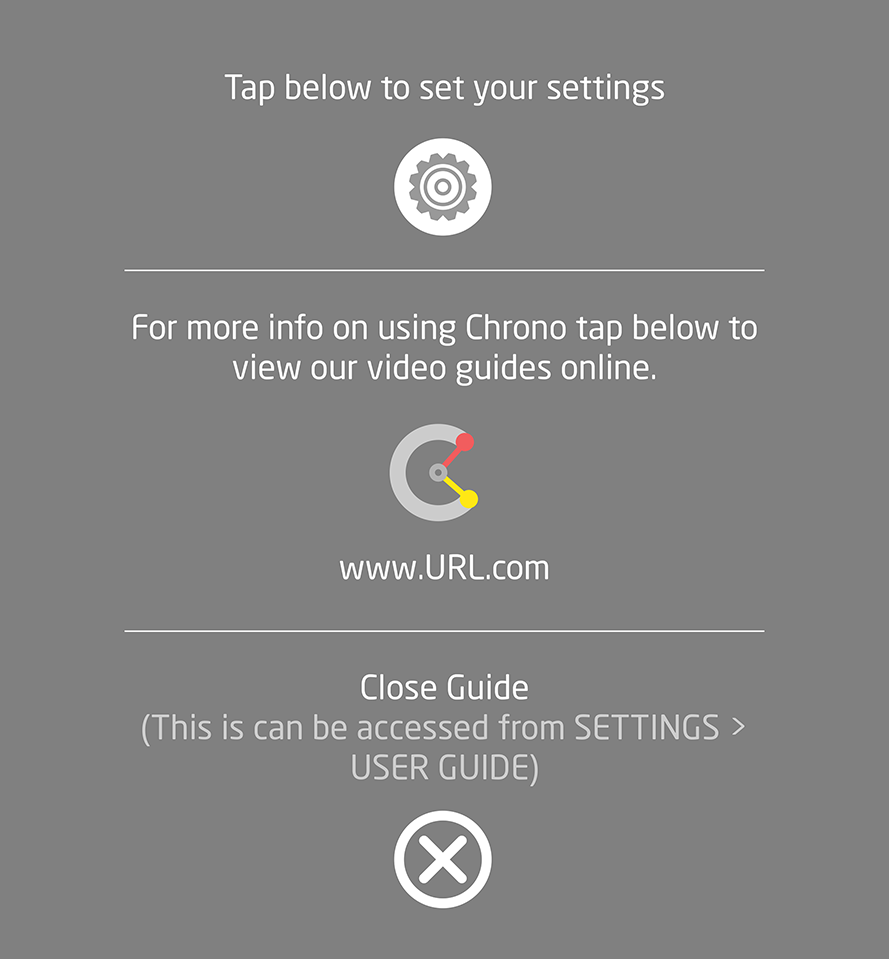 Tap below to set your settings
For more info on using Chrono tap below to
view our video guides online.
www.URL.com
Close Guide
(This is can be accessed from SETTINGS >
USER GUIDE)